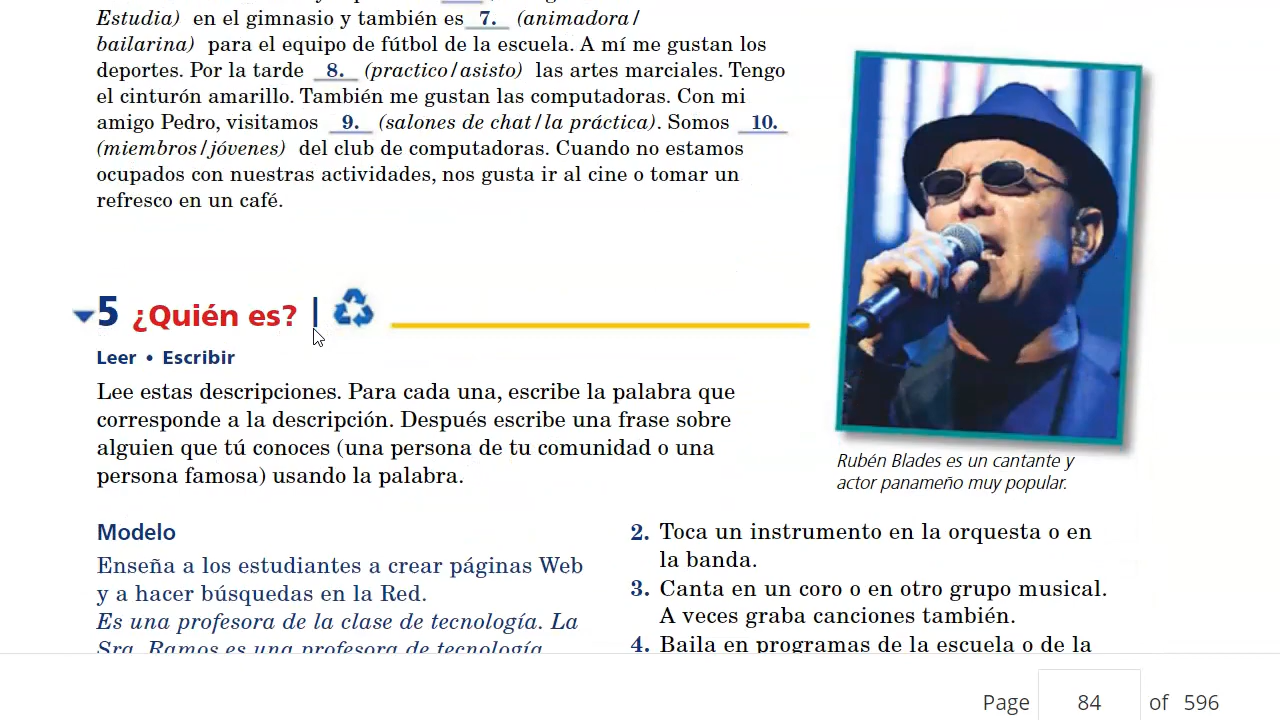 Estudia) en el gimnasio y también es 7. (animadora/
bailarina) para el equipo de fútbol de la escuela. A mí me gustan los
deportes. Por la tarde 8. (practico/asisto) las artes marciales. Tengo
el cinturón amarillo. También me gustan las computadoras. Con mi
amigo Pedro, visitamos 9. (salones de chat/la práctica). Somos 10.
(miembros/jóvenes) del club de computadoras. Cuando no estamos
ocupados con nuestras actividades, nos gusta ir al cine o tomar un
refresco en un café.
5 ¿Quién es? |
Leer • Escribir
Lee estas descripciones. Para cada una, escribe la palabra que
corresponde a la descripción. Después escribe una frase sobre
alguien que tú conoces (una persona de tu comunidad o una
persona famosa) usando la palabra.
Modelo
Enseña a los estudiantes a crear páginas Web
y a hacer búsquedas en la Red.
Es una profesora de la clase de tecnología. La
Sra. Ramos es una profesora de tecnología
2. Toca un instrumento en la orquesta o en
la banda.
3. Canta en un coro o en otro grupo musical.
A veces graba canciones también.
4. Baila en programas de la escuela o de la
Rubén Blades es un cantante y
actor panameño muy popular.
Page 84 of 596